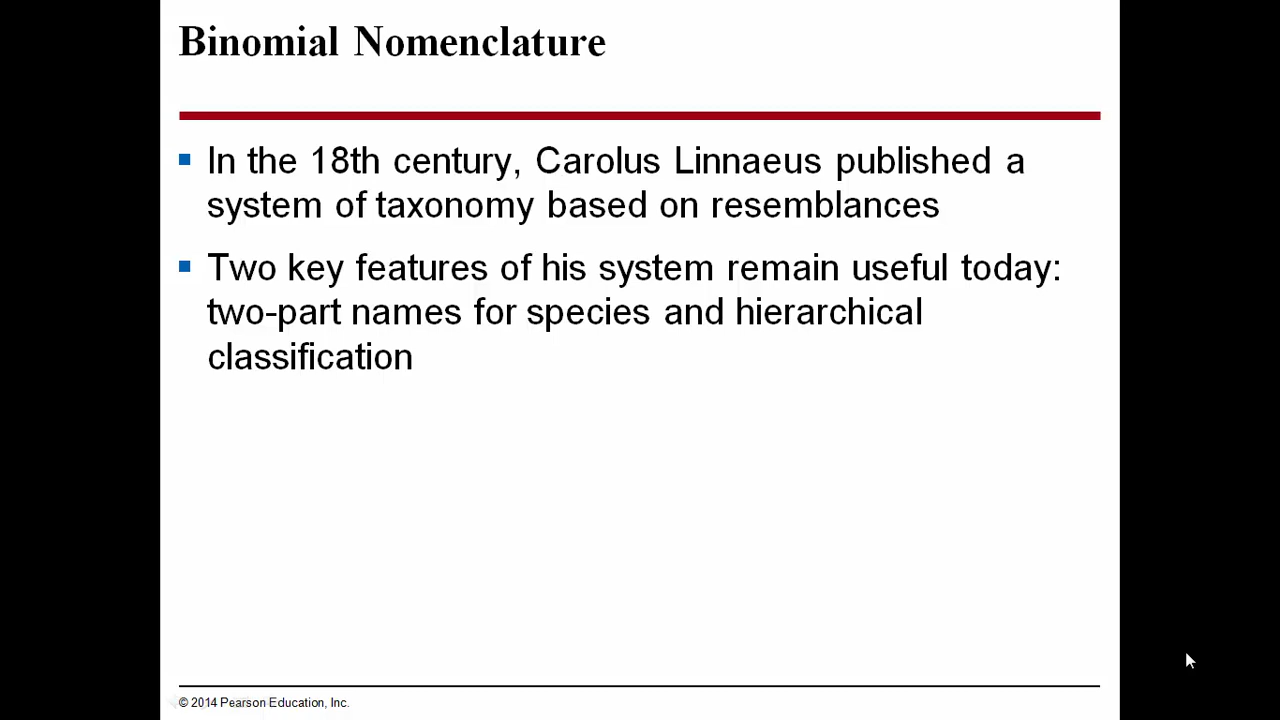 Binomial Nomenclature
In the 18th century, Carolus Linnaeus published a
system of taxonomy based on resemblances
Two key features of his system remain useful today:
two-part names for species and hierarchical
classification
© 2014 Pearson Education, Inc.